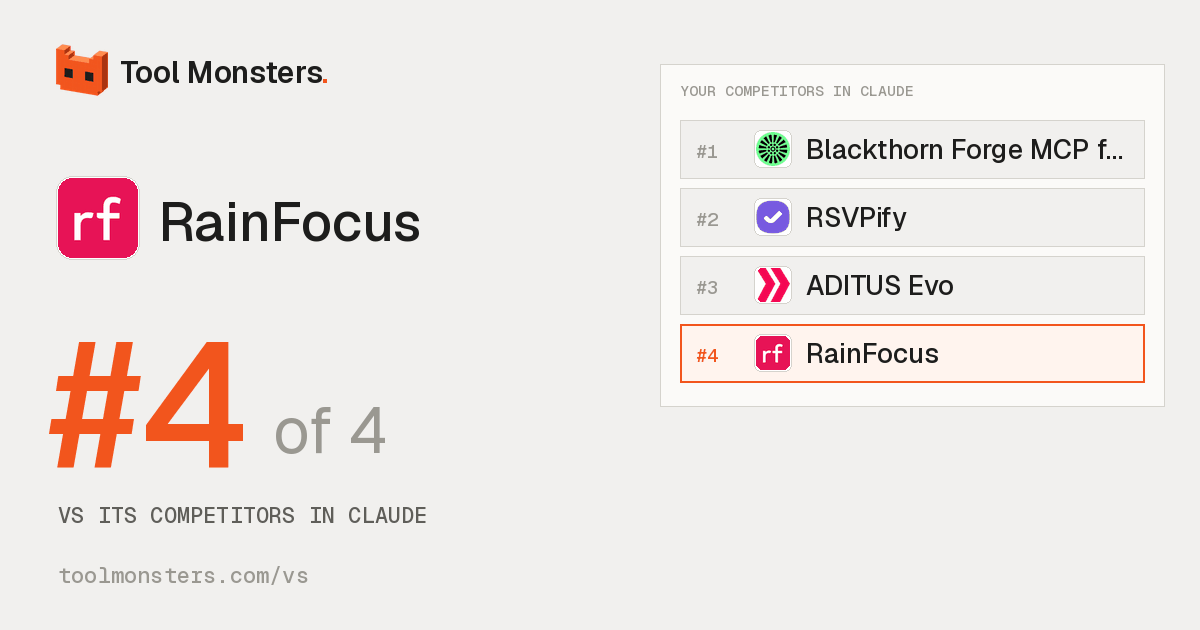 Tool Monsters.
rf RainFocus
#4 of 4
VS ITS COMPETITORS IN CLAUDE
toolmonsters.com/vs
YOUR COMPETITORS IN CLAUDE
#1 Blackthorn Forge MCP f...
#2 RSVPify
#3 ADITUS Evo
#4 rf RainFocus